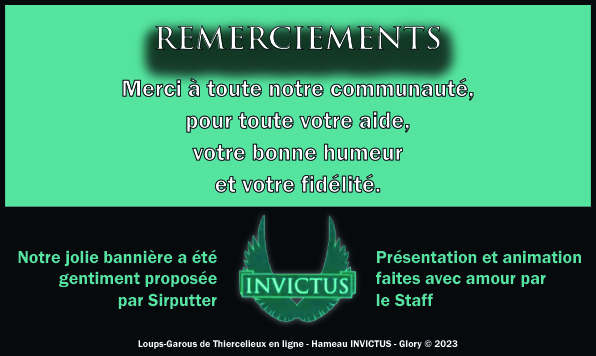 REMERCIEMENTS
Merci à toute notre communauté,
pour toute votre aide,
votre bonne humeur
et votre fidélité.
Notre jolie bannière a été
gentiment proposée
par Sirputter
INVICTUS
Présentation et animation
faites avec amour par
le Staff
Loups-Garous de Thiercelieux en ligne - Hameau INVICTUS - Glory © 2023